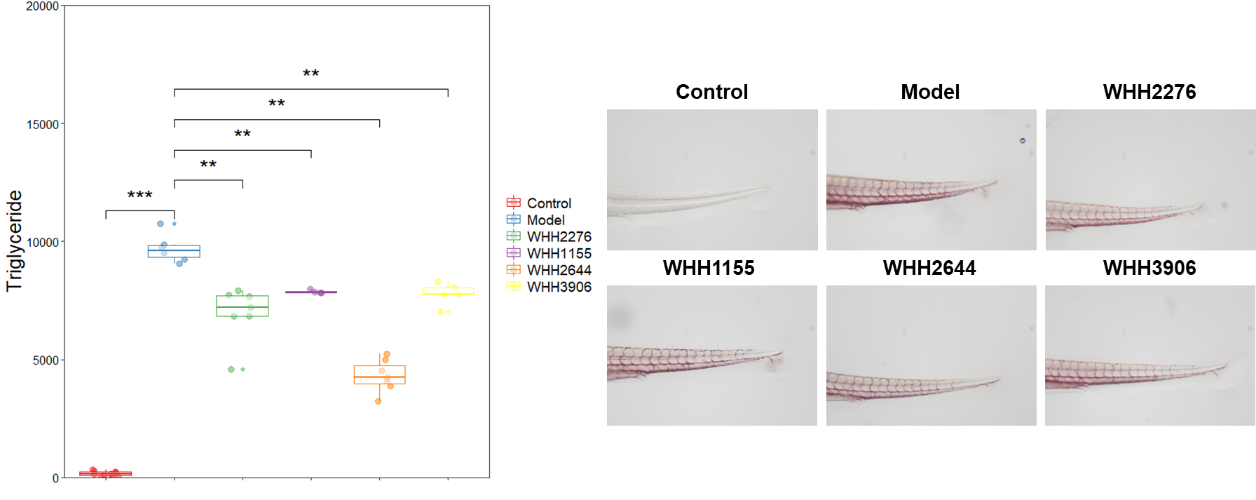 20000
15000
10000
5000
0
Triglyceride
**
**
**
**
***
Control
Model
WHH2276
WHH1155
WHH2644
WHH3906
Control Model WHH2276
WHH1155 WHH2644 WHH3906